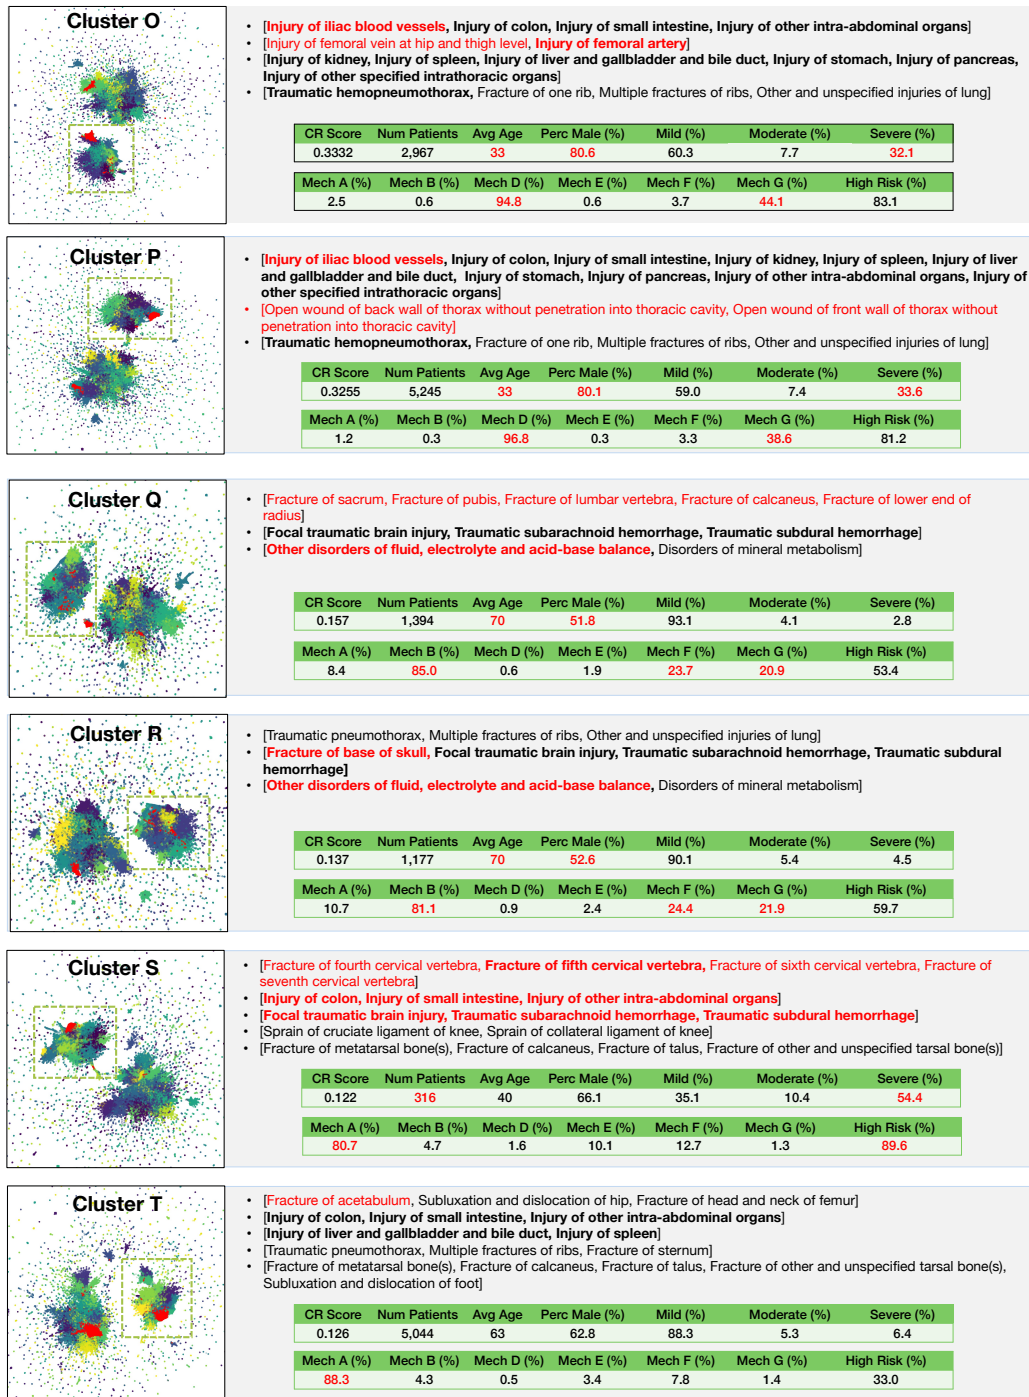 Cluster O
• [Injury of iliac blood vessels, Injury of colon, Injury of small intestine, Injury of other intra-abdominal organs]
• [Injury of femoral vein at hip and thigh level, Injury of femoral artery]
• [Injury of kidney, Injury of spleen, Injury of liver and gallbladder and bile duct, Injury of stomach, Injury of pancreas,
Injury of other specified intrathoracic organs]
• [Traumatic hemopneumothorax, Fracture of one rib, Multiple fractures of ribs, Other and unspecified injuries of lung]
CR Score Num Patients Avg Age Perc Male (%) Mild (%) Moderate (%) Severe (%)
0.3332 2,967 33 80.6 60.3 7.7 32.1
Mech A (%) Mech B (%) Mech D (%) Mech E (%) Mech F (%) Mech G (%) High Risk (%)
2.5 0.6 94.8 0.6 3.7 44.1 83.1
Cluster P
• [Injury of iliac blood vessels, Injury of colon, Injury of small intestine, Injury of kidney, Injury of spleen, Injury of liver
and gallbladder and bile duct, Injury of stomach, Injury of pancreas, Injury of other intra-abdominal organs, Injury of
other specified intrathoracic organs]
• [Open wound of back wall of thorax without penetration into thoracic cavity, Open wound of front wall of thorax without
penetration into thoracic cavity]
• [Traumatic hemopneumothorax, Fracture of one rib, Multiple fractures of ribs, Other and unspecified injuries of lung]
CR Score Num Patients Avg Age Perc Male (%) Mild (%) Moderate (%) Severe (%)
0.3255 5,245 33 80.1 59.0 7.4 33.6
Mech A (%) Mech B (%) Mech D (%) Mech E (%) Mech F (%) Mech G (%) High Risk (%)
1.2 0.3 96.8 0.3 3.3 38.6 81.2
Cluster Q
• [Fracture of sacrum, Fracture of pubis, Fracture of lumbar vertebra, Fracture of calcaneus, Fracture of lower end of
radius]
• [Focal traumatic brain injury, Traumatic subarachnoid hemorrhage, Traumatic subdural hemorrhage]
• [Other disorders of fluid, electrolyte and acid-base balance, Disorders of mineral metabolism]
CR Score Num Patients Avg Age Perc Male (%) Mild (%) Moderate (%) Severe (%)
0.157 1,394 70 51.8 93.1 4.1 2.8
Mech A (%) Mech B (%) Mech D (%) Mech E (%) Mech F (%) Mech G (%) High Risk (%)
8.4 85.0 0.6 1.9 23.7 20.9 53.4
Cluster R
• [Traumatic pneumothorax, Multiple fractures of ribs, Other and unspecified injuries of lung]
• [Fracture of base of skull, Focal traumatic brain injury, Traumatic subarachnoid hemorrhage, Traumatic subdural
hemorrhage]
• [Other disorders of fluid, electrolyte and acid-base balance, Disorders of mineral metabolism]
CR Score Num Patients Avg Age Perc Male (%) Mild (%) Moderate (%) Severe (%)
0.137 1,177 70 52.6 90.1 5.4 4.5
Mech A (%) Mech B (%) Mech D (%) Mech E (%) Mech F (%) Mech G (%) High Risk (%)
10.7 81.1 0.9 2.4 24.4 21.9 59.7
Cluster S
• [Fracture of fourth cervical vertebra, Fracture of fifth cervical vertebra, Fracture of sixth cervical vertebra, Fracture of
seventh cervical vertebra]
• [Injury of colon, Injury of small intestine, Injury of other intra-abdominal organs]
• [Focal traumatic brain injury, Traumatic subarachnoid hemorrhage, Traumatic subdural hemorrhage]
• [Sprain of cruciate ligament of knee, Sprain of collateral ligament of knee]
• [Fracture of metatarsal bone(s), Fracture of calcaneus, Fracture of talus, Fracture of other and unspecified tarsal bone(s)]
CR Score Num Patients Avg Age Perc Male (%) Mild (%) Moderate (%) Severe (%)
0.122 316 40 66.1 35.1 10.4 54.4
Mech A (%) Mech B (%) Mech D (%) Mech E (%) Mech F (%) Mech G (%) High Risk (%)
80.7 4.7 1.6 10.1 12.7 1.3 89.6
Cluster T
• [Fracture of acetabulum, Subluxation and dislocation of hip, Fracture of head and neck of femur]
• [Injury of colon, Injury of small intestine, Injury of other intra-abdominal organs]
• [Injury of liver and gallbladder and bile duct, Injury of spleen]
• [Traumatic pneumothorax, Multiple fractures of ribs, Fracture of sternum]
• [Fracture of metatarsal bone(s), Fracture of calcaneus, Fracture of talus, Fracture of other and unspecified tarsal bone(s),
Subluxation and dislocation of foot]
CR Score Num Patients Avg Age Perc Male (%) Mild (%) Moderate (%) Severe (%)
0.126 5,044 63 62.8 88.3 5.3 6.4
Mech A (%) Mech B (%) Mech D (%) Mech E (%) Mech F (%) Mech G (%) High Risk (%)
88.3 4.3 0.5 3.4 7.8 1.4 33.0